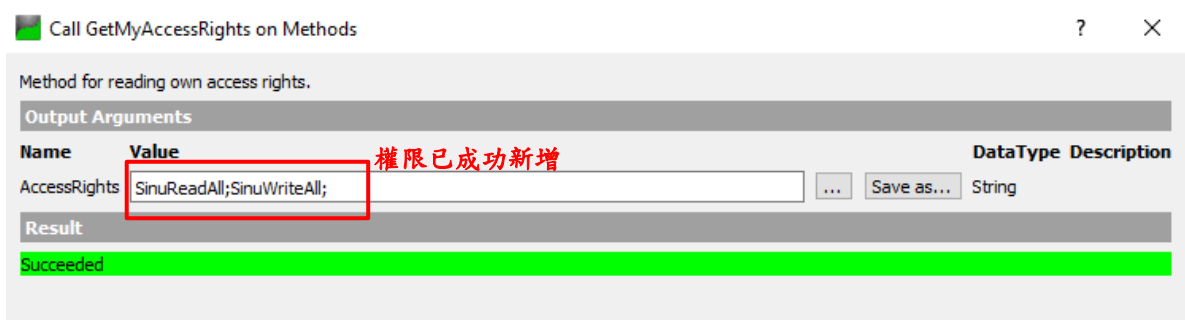 Call GetMyAccessRights on Methods ? ×
Method for reading own access rights.
Output Arguments
Name Value 權限已成功新增 DataType Description
AccessRights SinuReadAll;SinuWriteAll; ... Save as... String
Result
Succeeded